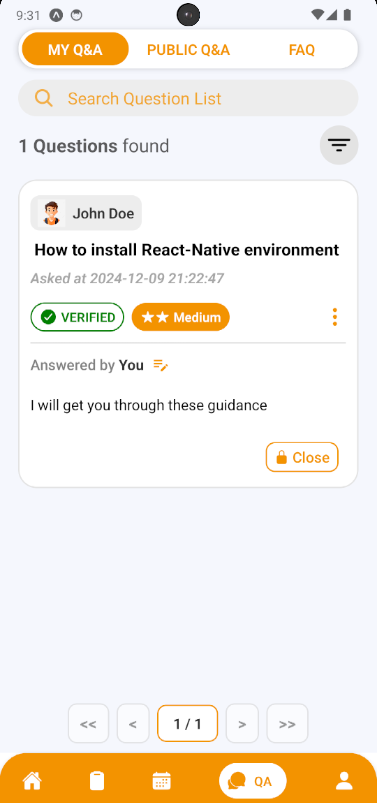 9:31
MY Q&A PUBLIC Q&A FAQ
Search Question List
1 Questions found
John Doe
How to install React-Native environment
Asked at 2024-12-09 21:22:47
VERIFIED Medium
Answered by You
I will get you through these guidance
Close
<< < 1 / 1 > >>
QA